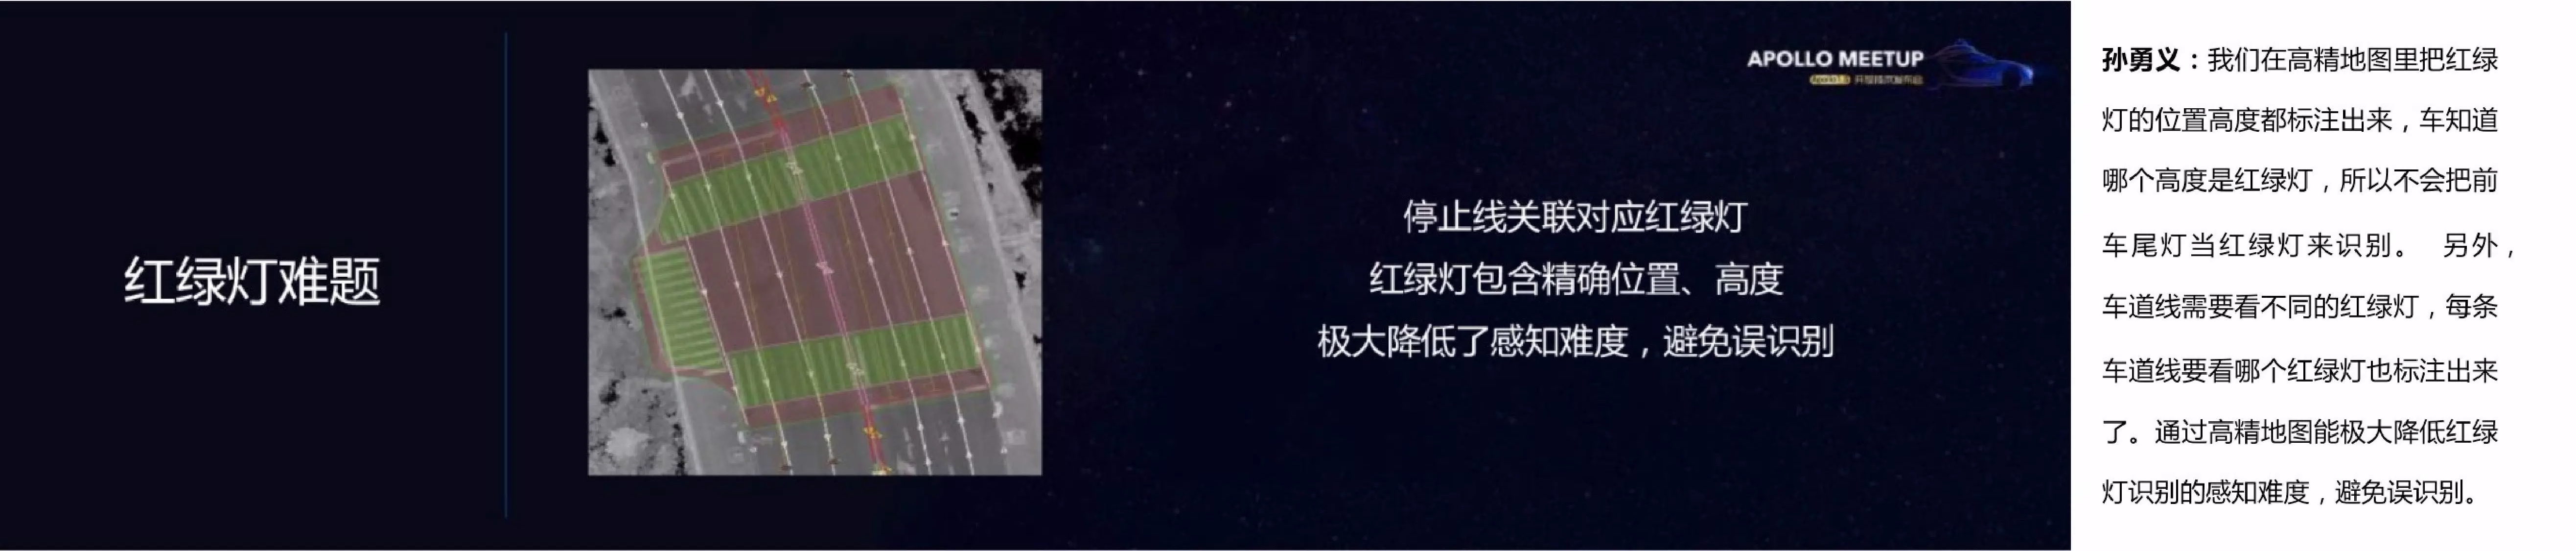 红绿灯难题
APOLLO MEETUP
停止线关联对应红绿灯
红绿灯包含精确位置、高度
极大降低了感知难度，避免误识别
孙勇义：我们在高精地图里把红绿
灯的位置高度都标注出来，车知道
哪个高度是红绿灯，所以不会把前
车尾灯当红绿灯来识别。 另外，
车道线需要看不同的红绿灯，每条
车道线要看哪个红绿灯也标注出来
了。通过高精地图能极大降低红绿
灯识别的感知难度，避免误识别。